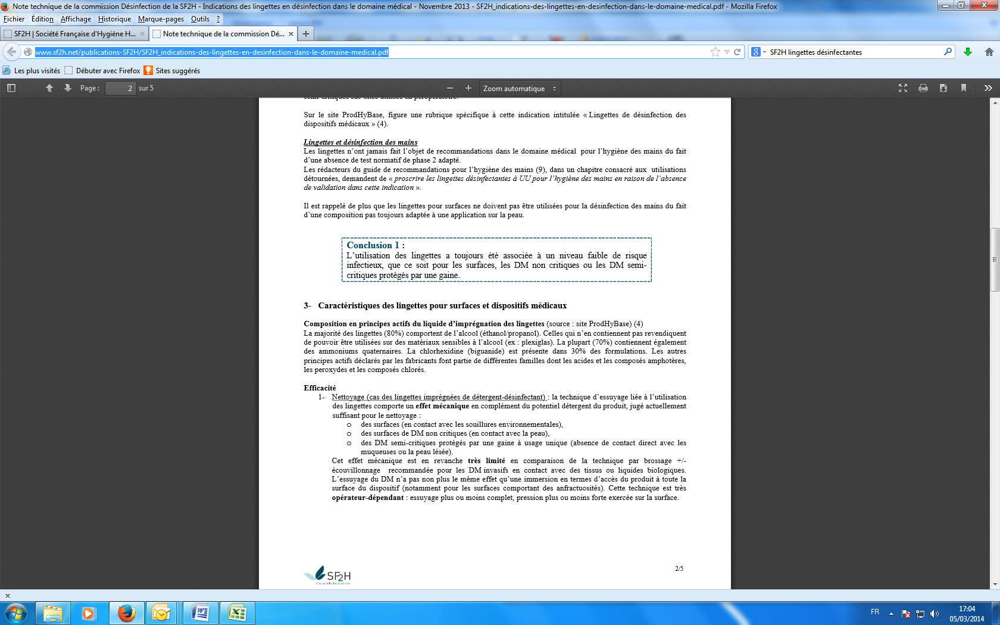 Note technique de la commission Désinfection de la SF2H - Indications des lingettes en désinfection dans le domaine médical - Novembre 2013 - SF2H_indications-des-lingettes-en-desinfection-dans-le-domaine-medical.pdf - Mozilla Firefox
Fichier Édition Affichage Historique Marque-pages Outils ?
SF2H | Société Française d'Hygiène H... × Note technique de la commission Dé... × +
www.sf2h.net/publications-SF2H/SF2H_indications-des-lingettes-en-desinfection-dans-le-domaine-medical.pdf
SF2H lingettes désinfectantes
Les plus visités Débuter avec Firefox Sites suggérés
Page : 2 sur 5 Zoom automatique
semi-critiques sus-cités utilisés en peropératoire.
Sur le site ProdHyBase, figure une rubrique spécifique à cette indication intitulée « Lingettes de désinfection des
dispositifs médicaux » (4).
Lingettes et désinfection des mains
Les lingettes n’ont jamais fait l’objet de recommandations dans le domaine médical pour l’hygiène des mains du fait
d’une absence de test normatif de phase 2 adapté.
Les rédacteurs du guide de recommandations pour l’hygiène des mains (9), dans un chapitre consacré aux utilisations
détournées, demandent de « proscrire les lingettes désinfectantes à UU pour l’hygiène des mains en raison de l’absence
de validation dans cette indication ».
Il est rappelé de plus que les lingettes pour surfaces ne doivent pas être utilisées pour la désinfection des mains du fait
d’une composition pas toujours adaptée à une application sur la peau.
Conclusion 1 :
L’utilisation des lingettes a toujours été associée à un niveau faible de risque
infectieux, que ce soit pour les surfaces, les DM non critiques ou les DM semi-
critiques protégés par une gaine.
3- Caractéristiques des lingettes pour surfaces et dispositifs médicaux
Composition en principes actifs du liquide d’imprégnation des lingettes (source : site ProdHyBase) (4)
La majorité des lingettes (80%) comportent de l’alcool (éthanol/propanol). Celles qui n’en contiennent pas revendiquent
de pouvoir être utilisées sur des matériaux sensibles à l’alcool (ex : plexiglas). La plupart (70%) contiennent également
des ammoniums quaternaires. La chlorhexidine (biguanide) est présente dans 30% des formulations. Les autres
principes actifs déclarés par les fabricants font partie de différentes familles dont les acides et les composés amphotères,
les peroxydes et les composés chlorés.
Efficacité
1- Nettoyage (cas des lingettes imprégnées de détergent-désinfectant) : la technique d’essuyage liée à l’utilisation
des lingettes comporte un effet mécanique en complément du potentiel détergent du produit, jugé actuellement
suffisant pour le nettoyage :
o des surfaces (en contact avec les souillures environnementales),
o des surfaces de DM non critiques (en contact avec la peau),
o des DM semi-critiques protégés par une gaine à usage unique (absence de contact direct avec les
muqueuses ou la peau lésée).
Cet effet mécanique est en revanche très limité en comparaison de la technique par brossage +/-
écouvillonnage recommandée pour les DM invasifs en contact avec des tissus ou liquides biologiques.
L’essuyage du DM n’a pas non plus le même effet qu’une immersion en termes d’accès du produit à toute la
surface du dispositif (notamment pour les surfaces comportant des anfractuosités). Cette technique est très
opérateur-dépendant : essuyage plus ou moins complet, pression plus ou moins forte exercée sur la surface.
SF2H
Risque infectieux et soin
2/5
FR
17:04
05/03/2014